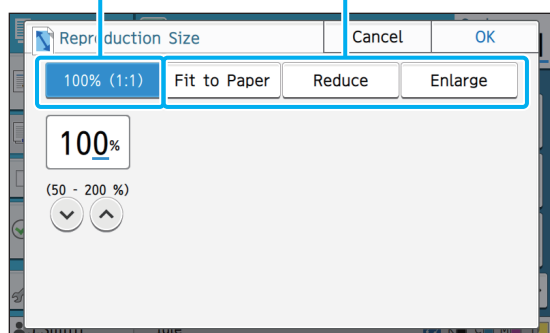 Reproduction Size
Cancel
OK
100% (1:1)
Fit to Paper
Reduce
Enlarge
100%
(50 - 200 %)